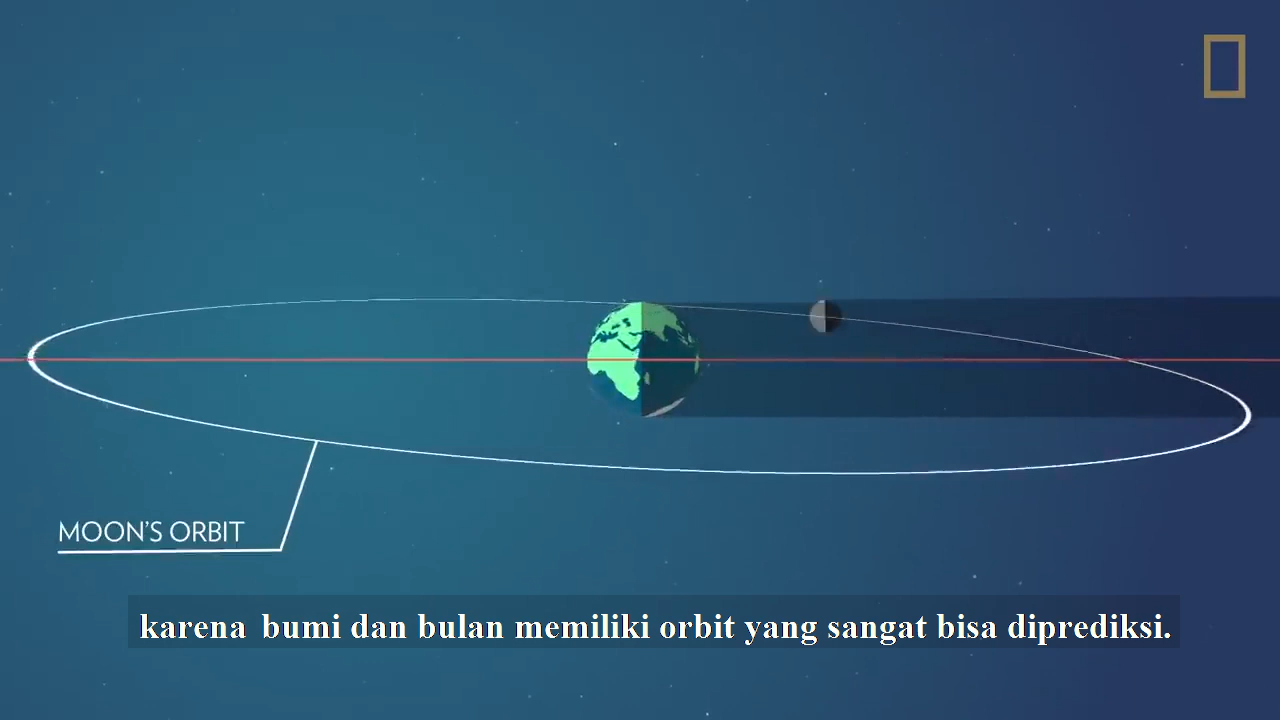 MOON'S ORBIT
karena bumi dan bulan memiliki orbit yang sangat bisa diprediksi.